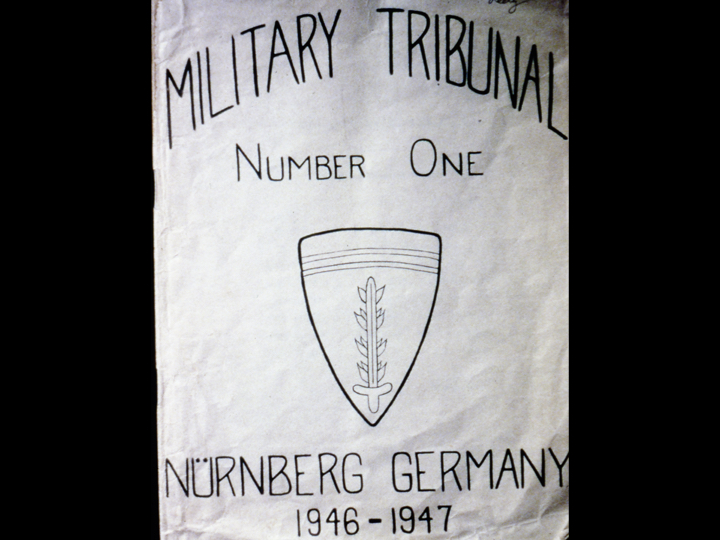 MILITARY TRIBUNAL
NUMBER ONE
NÜRNBERG GERMANY
1946-1947